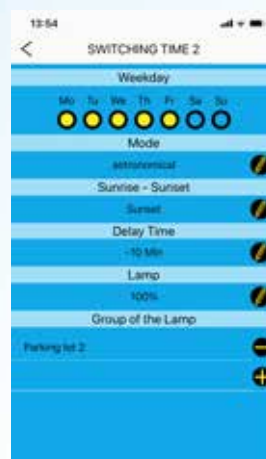 13:54
SWITCHING TIME 2
Weekday
Mo Tu We Th Fr Sa Su
Mode
astronomical
Sunrise - Sunset
Sunset
Delay Time
-10 Min
Lamp
100%
Group of the Lamp
Parking lot 2